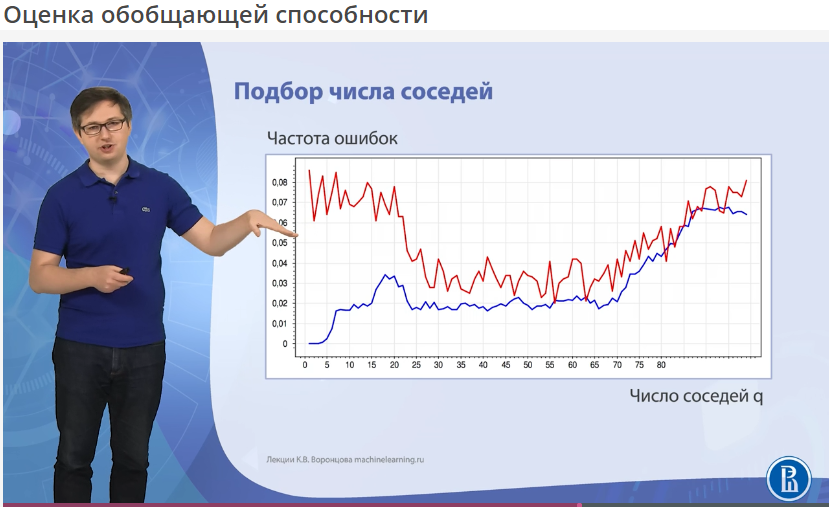 Оценка обобщающей способности
Подбор числа соседей
Частота ошибок
0,08
0,07
0,06
0,05
0,04
0,03
0,02
0,01
0
0 5 10 15 20 25 30 35 40 45 50 55 60 65 70 75 80
Число соседей q
Лекции К.В. Воронцова machinelearning.ru